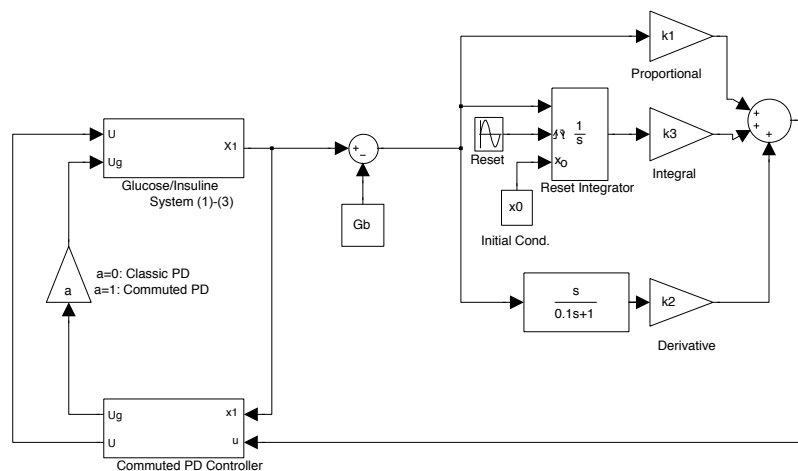 k1
Proportional
U
Ug
X1
Glucose/Insuline
System (1)-(3)
+
−
Gb
Reset
1
s
xo
Reset Integrator
x0
Initial Cond.
k3
Integral
+
+
+
a=0: Classic PD
a=1: Commuted PD
a
s
0.1s+1
k2
Derivative
Ug
U
x1
u
Commuted PD Controller